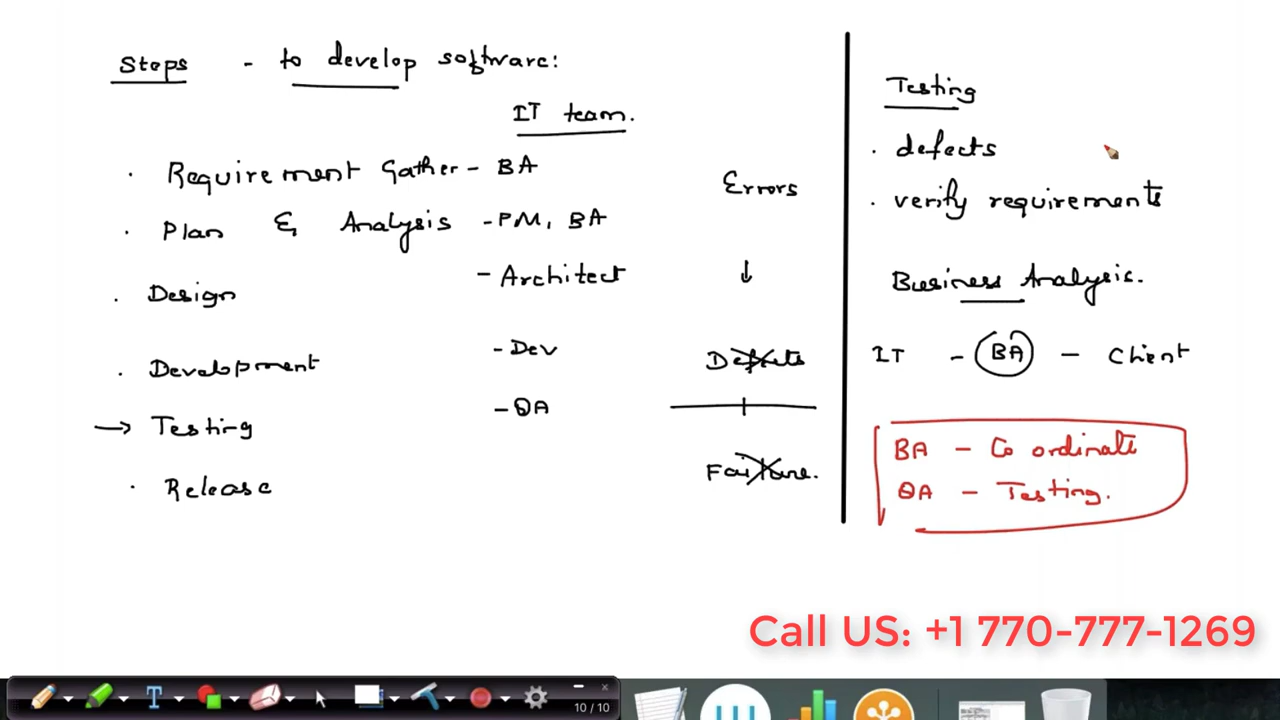 Steps - to develop software:
IT team.
· Requirement Gather - BA
· Plan & Analysis - PM, BA
· Design - Architect
· Development - Dev
→ Testing - QA
· Release
Errors
↓
Defects
Failure.
Testing
· defects
· verify requirements
Business Analysis.
IT - BA - Client
BA - Co ordinate
QA - Testing.
Call US: +1 770-777-1269
T
10 / 10